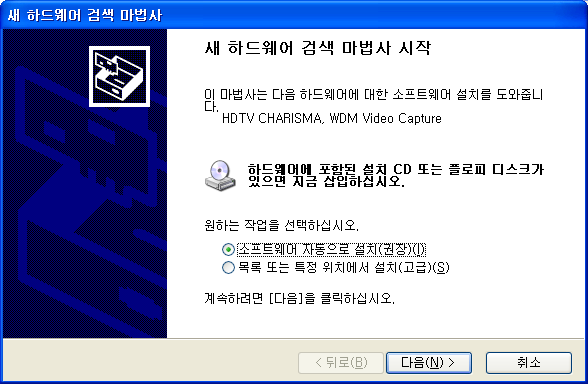 새 하드웨어 검색 마법사
새 하드웨어 검색 마법사 시작
이 마법사는 다음 하드웨어에 대한 소프트웨어 설치를 도와줍니
다.
HDTV CHARISMA, WDM Video Capture
하드웨어에 포함된 설치 CD 또는 플로피 디스크가
있으면 지금 삽입하십시오.
원하는 작업을 선택하십시오.
소프트웨어 자동으로 설치(권장)(I)
목록 또는 특정 위치에서 설치(고급)(S)
계속하려면 [다음]을 클릭하십시오.
< 뒤로(B) 다음(N) > 취소